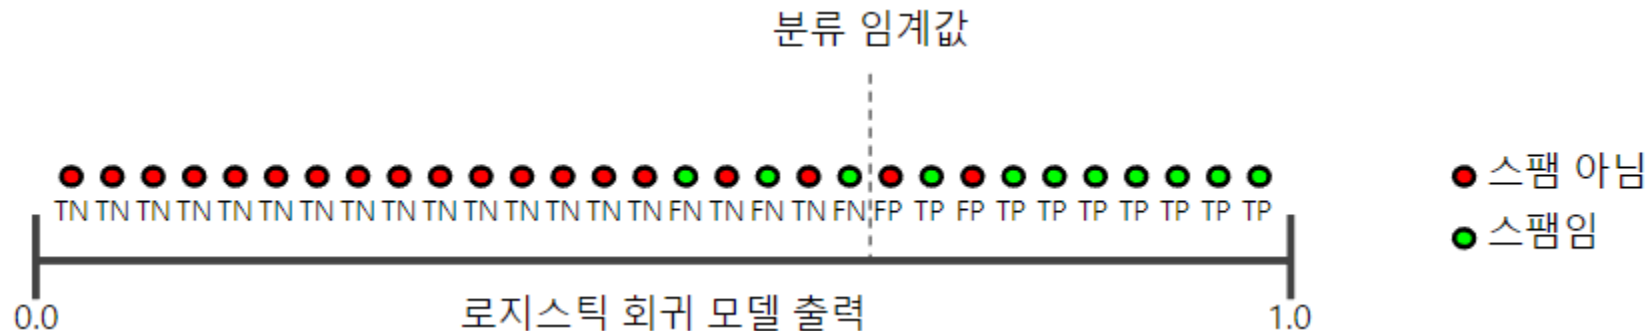 분류 임계값
TN TN TN TN TN TN TN TN TN TN TN TN TN TN TN FN TN FN TN FN FP TP FP TP TP TP TP TP TP TP
스팸 아님
스팸임
0.0 로지스틱 회귀 모델 출력 1.0